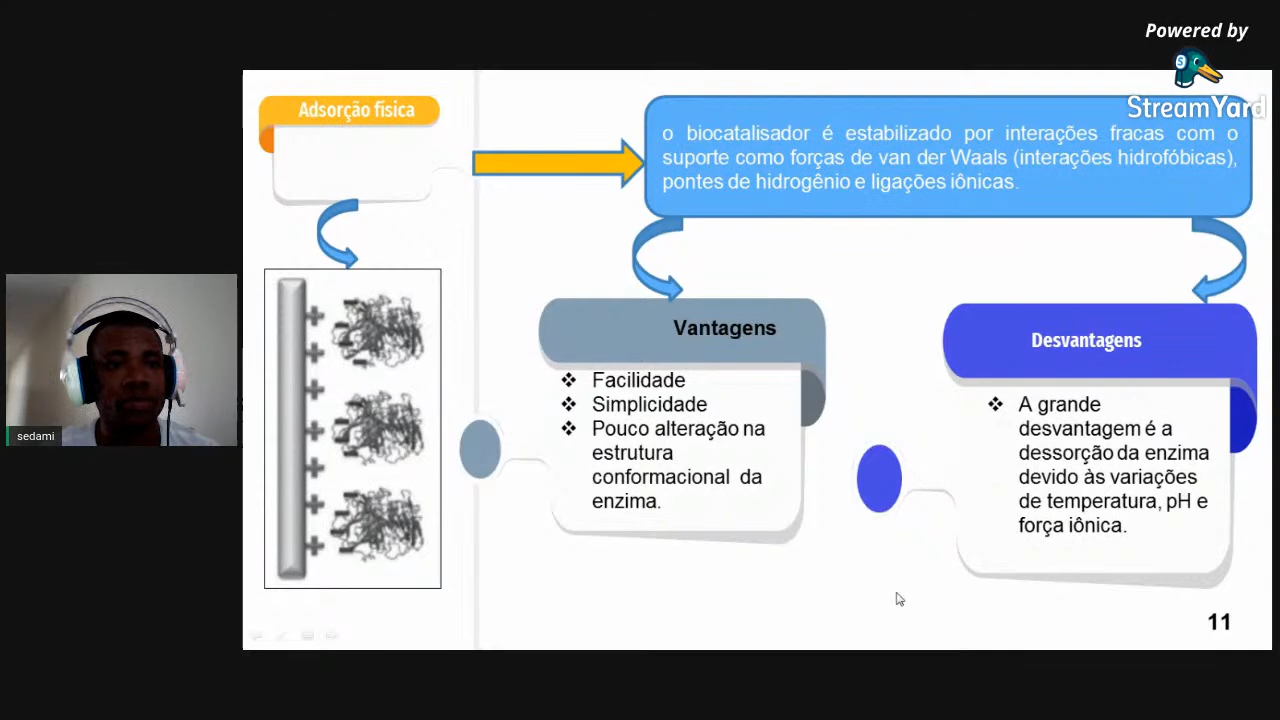 Powered by
StreamYard
Adsorção física
o biocatalisador é estabilizado por interações fracas com o
suporte como forças de van der Waals (interações hidrofóbicas),
pontes de hidrogênio e ligações iônicas.
Vantagens
❖ Facilidade
❖ Simplicidade
❖ Pouco alteração na
estrutura
conformacional da
enzima.
Desvantagens
❖ A grande
desvantagem é a
dessorção da enzima
devido às variações
de temperatura, pH e
força iônica.
sedami
11